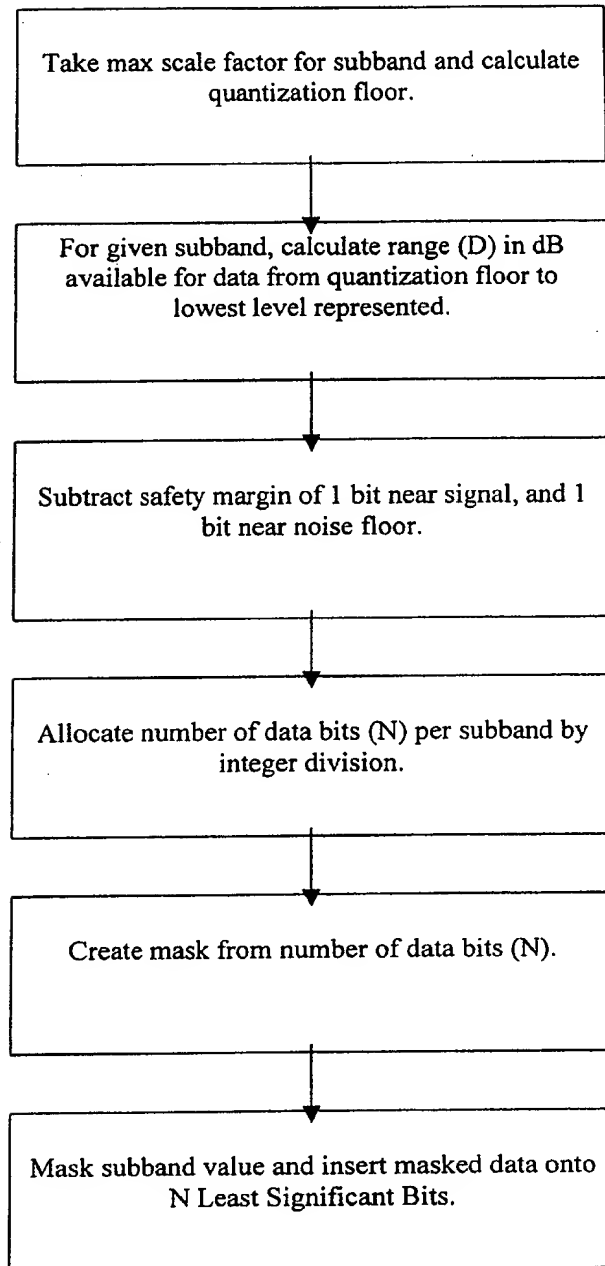 Take max scale factor for subband and calculate
quantization floor.
For given subband, calculate range (D) in dB
available for data from quantization floor to
lowest level represented.
Subtract safety margin of 1 bit near signal, and 1
bit near noise floor.
Allocate number of data bits (N) per subband by
integer division.
Create mask from number of data bits (N).
Mask subband value and insert masked data onto
N Least Significant Bits.